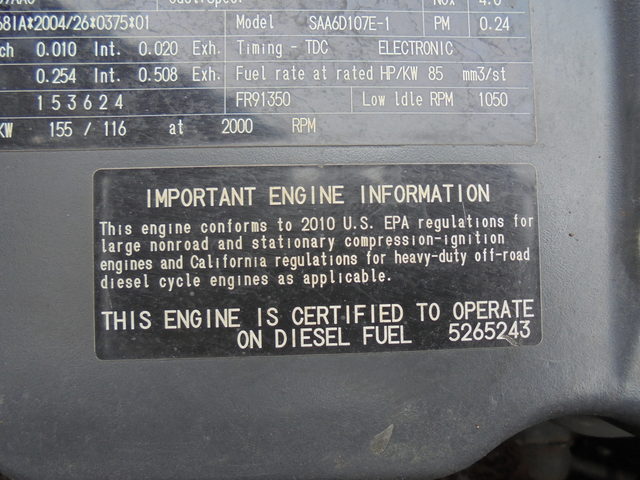 NOx 4.0
681A*2004/26*0375*01 Model SAA6D107E-1 PM 0.24
ch 0.010 Int. 0.020 Exh. Timing - TDC ELECTRONIC
0.254 Int. 0.508 Exh. Fuel rate at rated HP/KW 85 mm3/st
153624 FR91350 Low Idle RPM 1050
KW 155 / 116 at 2000 RPM
IMPORTANT ENGINE INFORMATION
This engine conforms to 2010 U.S. EPA regulations for
large nonroad and stationary compression-ignition
engines and California regulations for heavy-duty off-road
diesel cycle engines as applicable.
THIS ENGINE IS CERTIFIED TO OPERATE
ON DIESEL FUEL 5265243